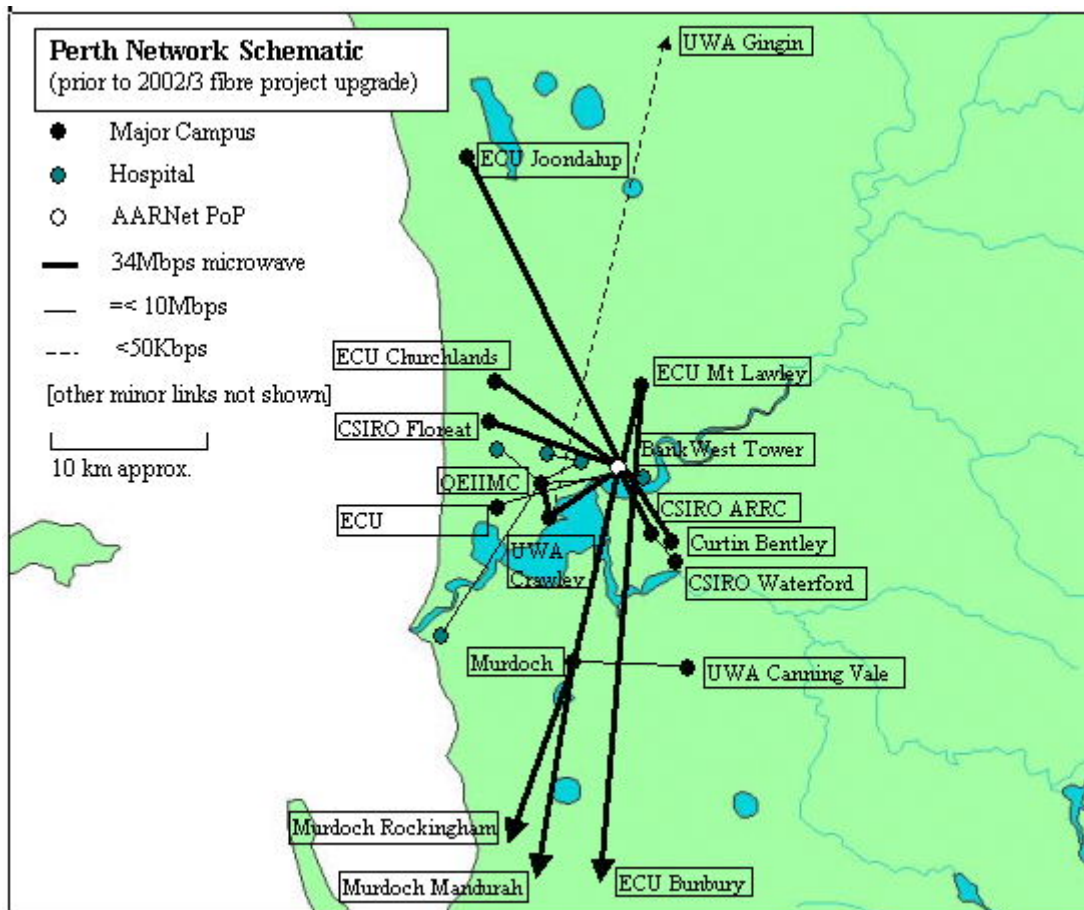 Perth Network Schematic
(prior to 2002/3 fibre project upgrade)
Major Campus
Hospital
AARNet PoP
34Mbps microwave
=< 10Mbps
<50Kbps
[other minor links not shown]
10 km approx.
UWA Gingin
ECU Joondalup
ECU Churchlands
ECU Mt Lawley
CSIRO Floreat
BankWest Tower
QEIIMC
ECU
CSIRO ARRC
UWA
Crawley
Curtin Bentley
CSIRO Waterford
Murdoch
UWA Canning Vale
Murdoch Rockingham
Murdoch Mandurah
ECU Bunbury